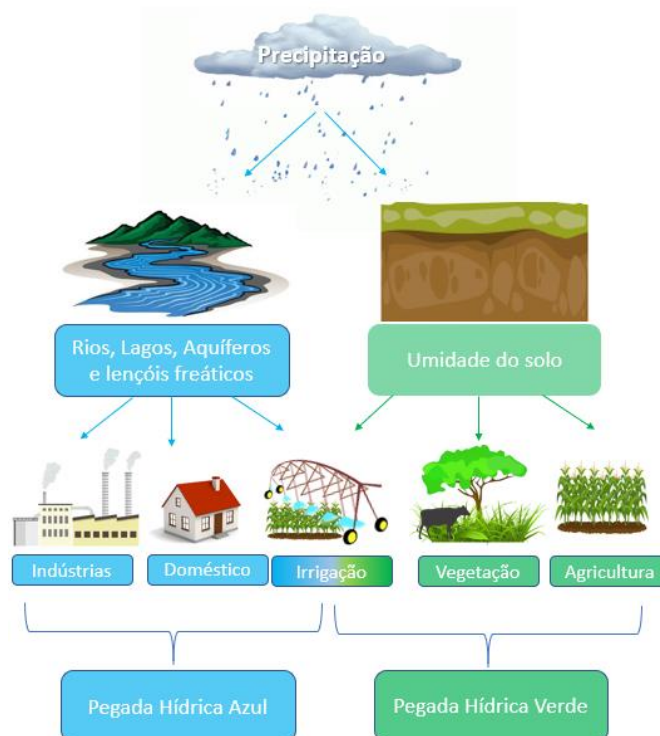 Precipitação
Rios, Lagos, Aquíferos
e lençóis freáticos
Umidade do solo
Indústrias
Doméstico
Irrigação
Vegetação
Agricultura
Pegada Hídrica Azul
Pegada Hídrica Verde